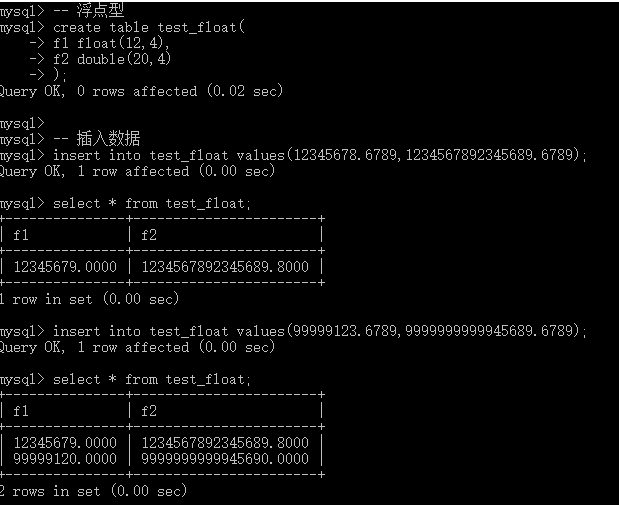 mysql> -- 浮点型
mysql> create table test_float(
    -> f1 float(12,4),
    -> f2 double(20,4)
    -> );
Query OK, 0 rows affected (0.02 sec)
mysql>
mysql> -- 插入数据
mysql> insert into test_float values(12345678.6789,1234567892345689.6789);
Query OK, 1 row affected (0.00 sec)
mysql> select * from test_float;
+---------------+-----------------------+
| f1            | f2                    |
+---------------+-----------------------+
| 12345679.0000 | 1234567892345689.8000 |
+---------------+-----------------------+
1 row in set (0.00 sec)
mysql> insert into test_float values(99999123.6789,9999999999945689.6789);
Query OK, 1 row affected (0.00 sec)
mysql> select * from test_float;
+---------------+-----------------------+
| f1            | f2                    |
+---------------+-----------------------+
| 12345679.0000 | 1234567892345689.8000 |
| 99999120.0000 | 9999999999945690.0000 |
+---------------+-----------------------+
2 rows in set (0.00 sec)